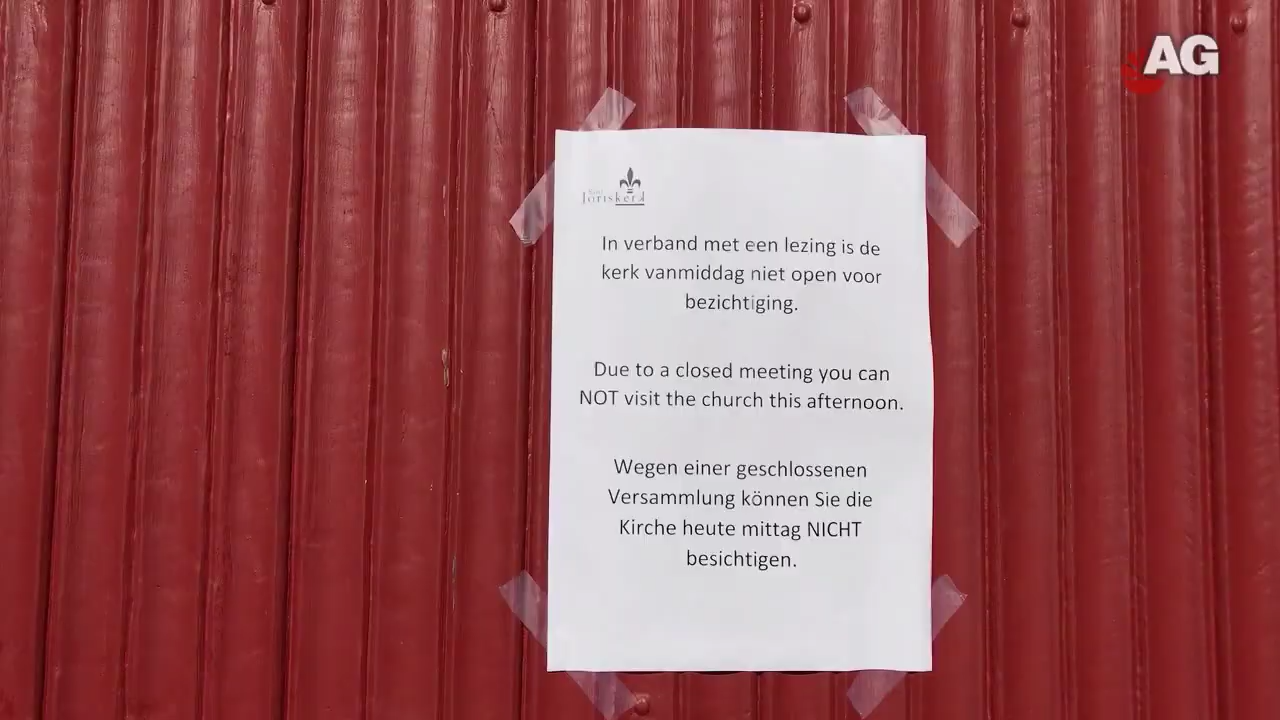 AG
Joriskerk
In verband met een lezing is de
kerk vanmiddag niet open voor
bezichtiging.
Due to a closed meeting you can
NOT visit the church this afternoon.
Wegen einer geschlossenen
Versammlung können Sie die
Kirche heute mittag NICHT
besichtigen.